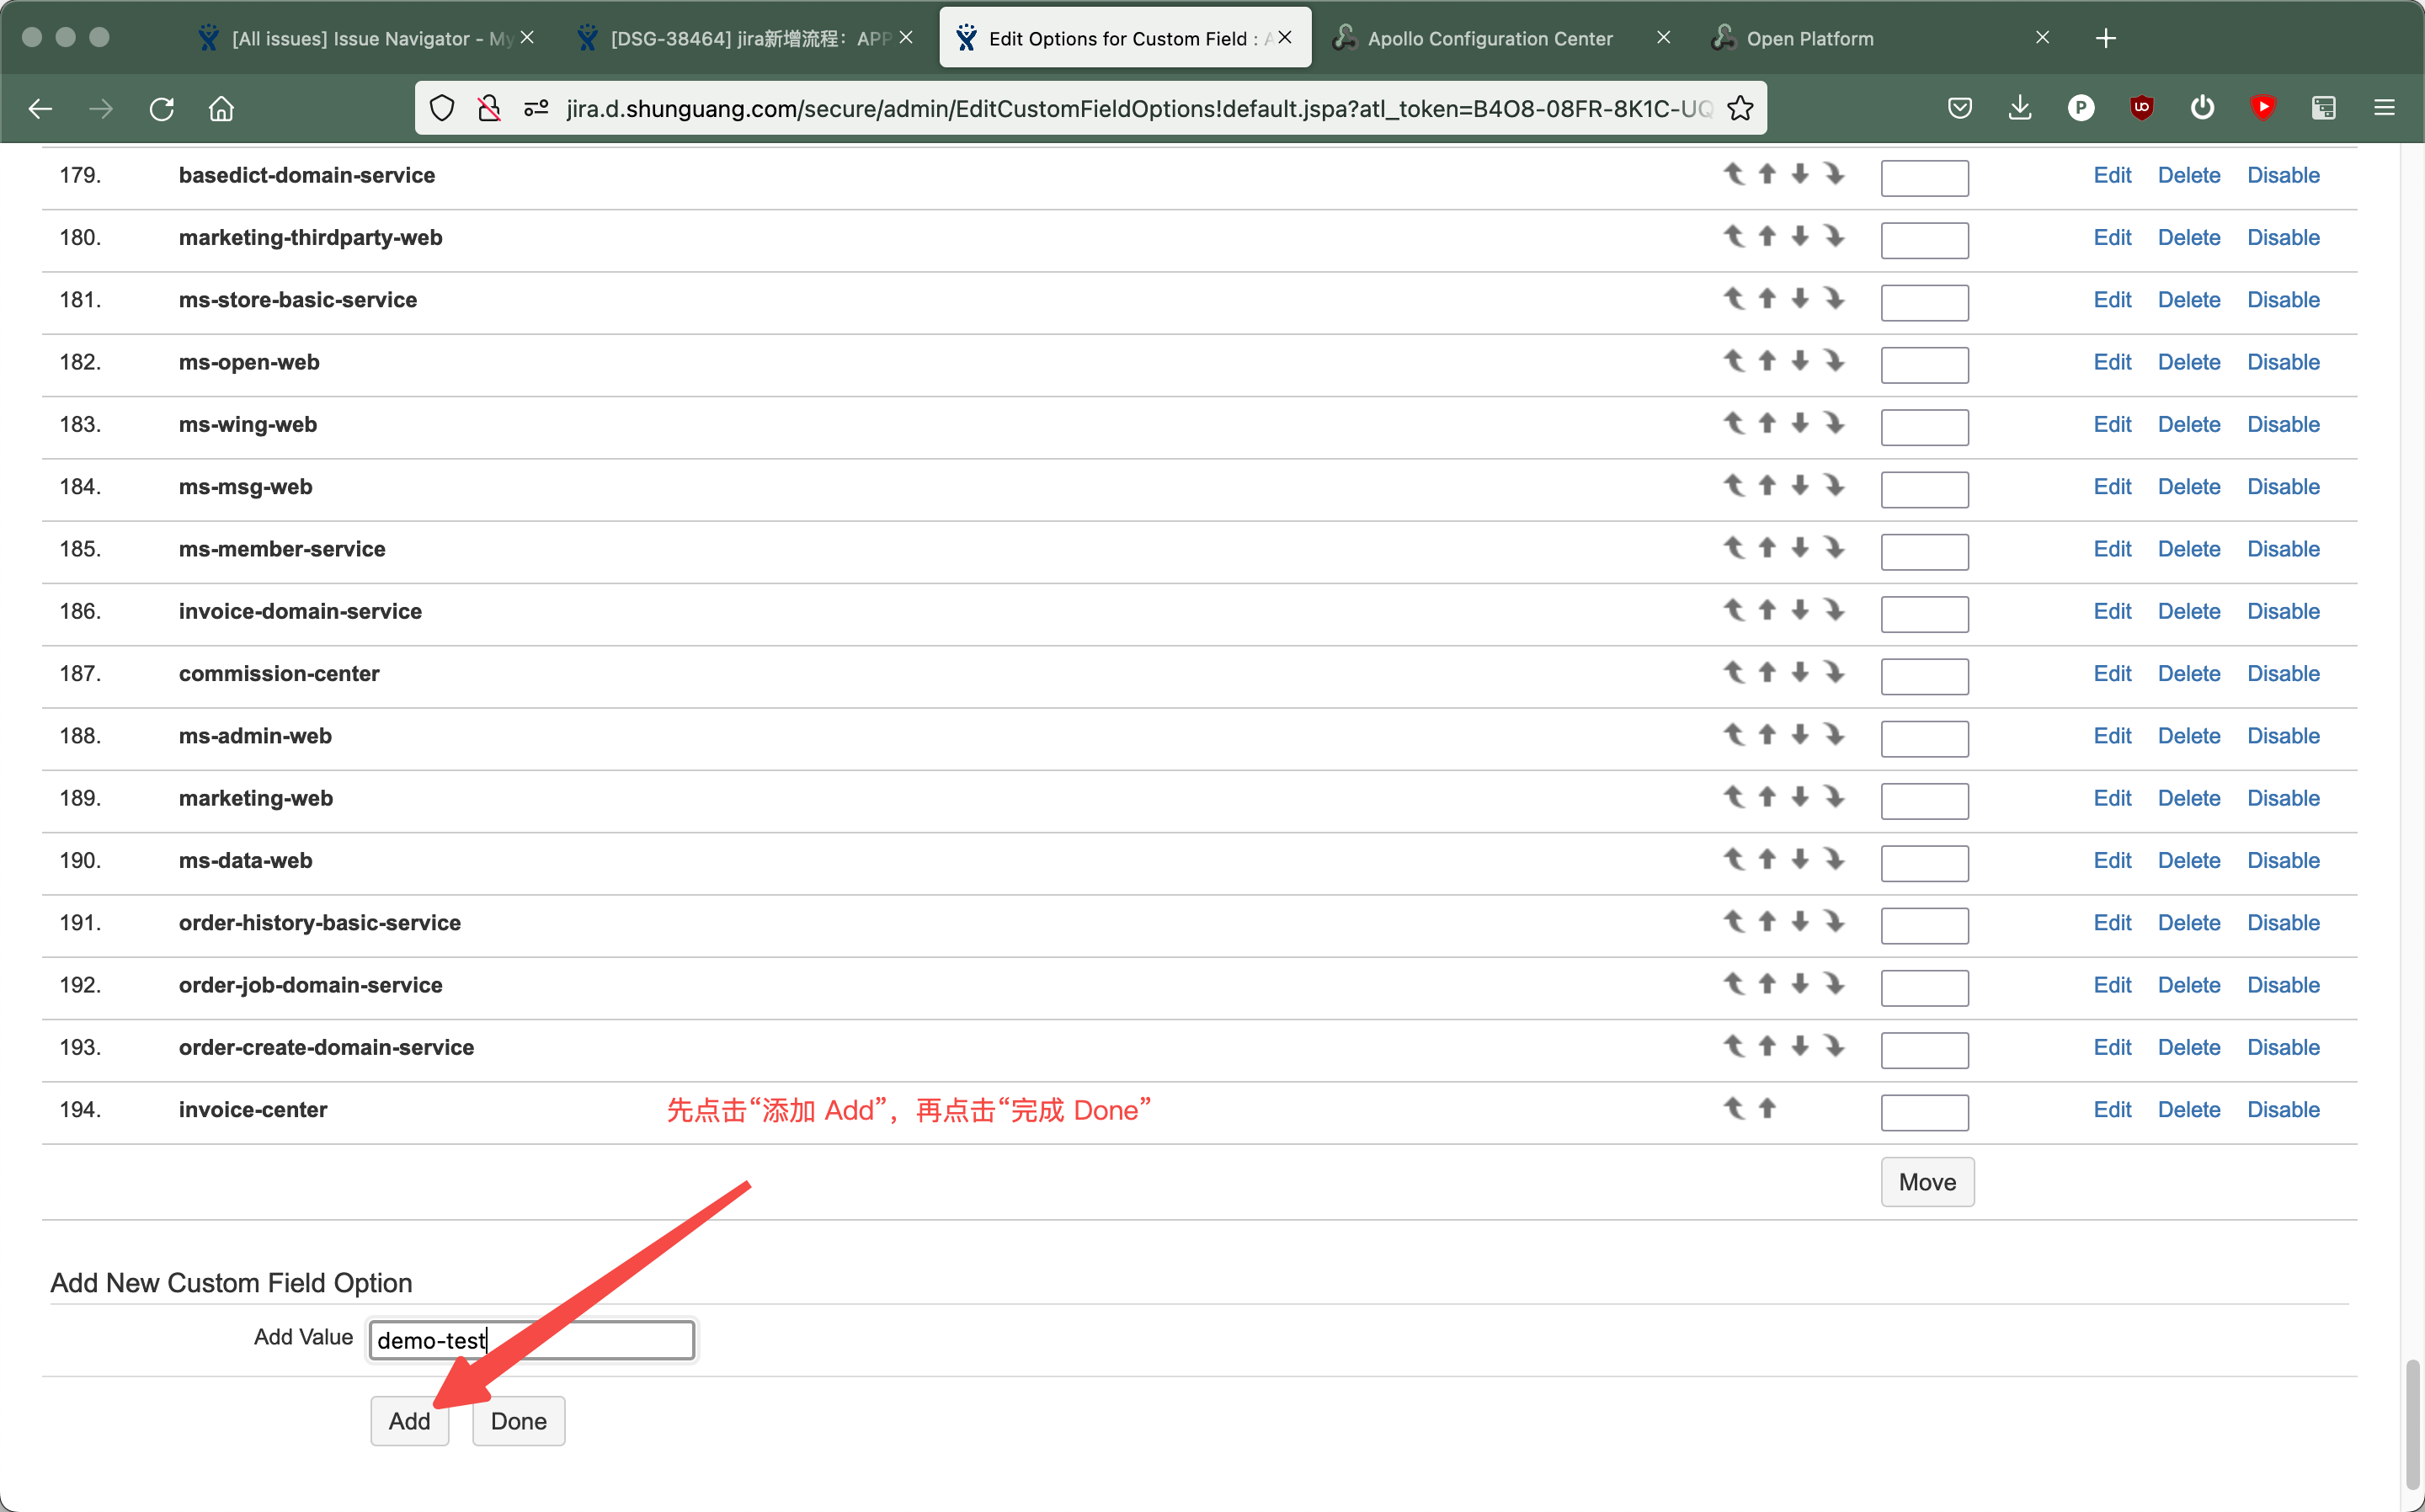 [All issues] Issue Navigator - My
[DSG-38464] jira新增流程：APP
Edit Options for Custom Field : A
Apollo Configuration Center
Open Platform
jira.d.shunguang.com/secure/admin/EditCustomFieldOptions!default.jspa?atl_token=B4O8-08FR-8K1C-UQ
179. basedict-domain-service Edit Delete Disable
180. marketing-thirdparty-web Edit Delete Disable
181. ms-store-basic-service Edit Delete Disable
182. ms-open-web Edit Delete Disable
183. ms-wing-web Edit Delete Disable
184. ms-msg-web Edit Delete Disable
185. ms-member-service Edit Delete Disable
186. invoice-domain-service Edit Delete Disable
187. commission-center Edit Delete Disable
188. ms-admin-web Edit Delete Disable
189. marketing-web Edit Delete Disable
190. ms-data-web Edit Delete Disable
191. order-history-basic-service Edit Delete Disable
192. order-job-domain-service Edit Delete Disable
193. order-create-domain-service Edit Delete Disable
194. invoice-center 先点击“添加 Add”，再点击“完成 Done” Edit Delete Disable
Move
Add New Custom Field Option
Add Value demo-test
Add Done